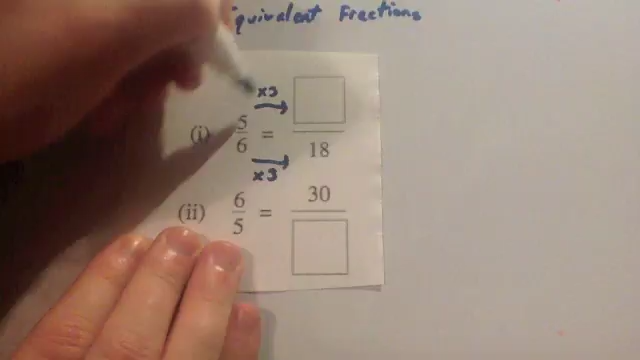 Equivalent Fractions
×3
(i) 5/6 = □/18
×3
(ii) 6/5 = 30/□